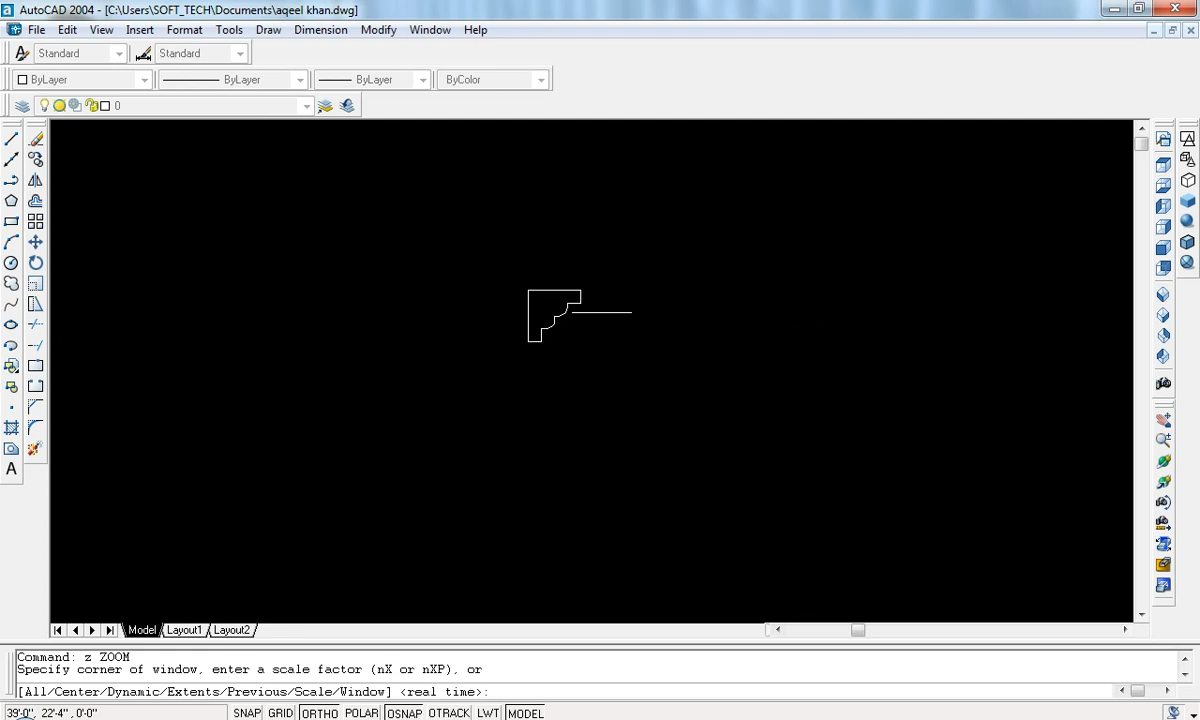 AutoCAD 2004 - [C:\Users\SOFT_TECH\Documents\aqeel khan.dwg]
File Edit View Insert Format Tools Draw Dimension Modify Window Help
Standard Standard
ByLayer ByLayer ByLayer ByColor
0
A
Model Layout1 Layout2
Command: z ZOOM
Specify corner of window, enter a scale factor (nX or nXP), or
[All/Center/Dynamic/Extents/Previous/Scale/Window] <real time>:
39'-0", 22'-4", 0'-0" SNAP GRID ORTHO POLAR OSNAP OTRACK LWT MODEL